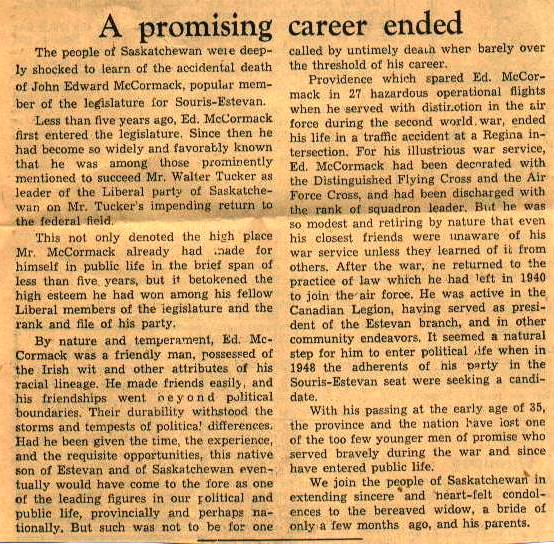 A promising career ended
The people of Saskatchewan were deep-
ly shocked to learn of the accidental death
of John Edward McCormack, popular mem-
ber of the legislature for Souris-Estevan.
Less than five years ago, Ed. McCormack
first entered the legislature. Since then he
had become so widely and favorably known
that he was among those prominently
mentioned to succeed Mr. Walter Tucker as
leader of the Liberal party of Saskatche-
wan on Mr. Tucker's impending return to
the federal field.
This not only denoted the high place
Mr. McCormack already had made for
himself in public life in the brief span of
less than five years, but it betokened the
high esteem he had won among his fellow
Liberal members of the legislature and the
rank and file of his party.
By nature and temperament, Ed. Mc-
Cormack was a friendly man, possessed of
the Irish wit and other attributes of his
racial lineage. He made friends easily, and
his friendships went beyond political
boundaries. Their durability withstood the
storms and tempests of political differences.
Had he been given the time, the experience,
and the requisite opportunities, this native
son of Estevan and of Saskatchewan even-
tually would have come to the fore as one
of the leading figures in our political and
public life, provincially and perhaps na-
tionally. But such was not to be for one
called by untimely death wher barely over
the threshold of his career.
Providence which spared Ed. McCor-
mack in 27 hazardous operational flights
when he served with distinction in the air
force during the second world war, ended
his life in a traffic accident at a Regina in-
tersection. For his illustrious war service,
Ed. McCormack had been decorated with
the Distinguished Flying Cross and the Air
Force Cross, and had been discharged with
the rank of squadron leader. But he was
so modest and retiring by nature that even
his closest friends were unaware of his
war service unless they learned of it from
others. After the war, he returned to the
practice of law which he had left in 1940
to join the air force. He was active in the
Canadian Legion, having served as presi-
dent of the Estevan branch, and in other
community endeavors. It seemed a natural
step for him to enter political life when in
1948 the adherents of his party in the
Souris-Estevan seat were seeking a candi-
date.
With his passing at the early age of 35,
the province and the nation have lost one
of the too few younger men of promise who
served bravely during the war and since
have entered public life.
We join the people of Saskatchewan in
extending sincere and heart-felt condol-
ences to the bereaved widow, a bride of
only a few months ago, and his parents.